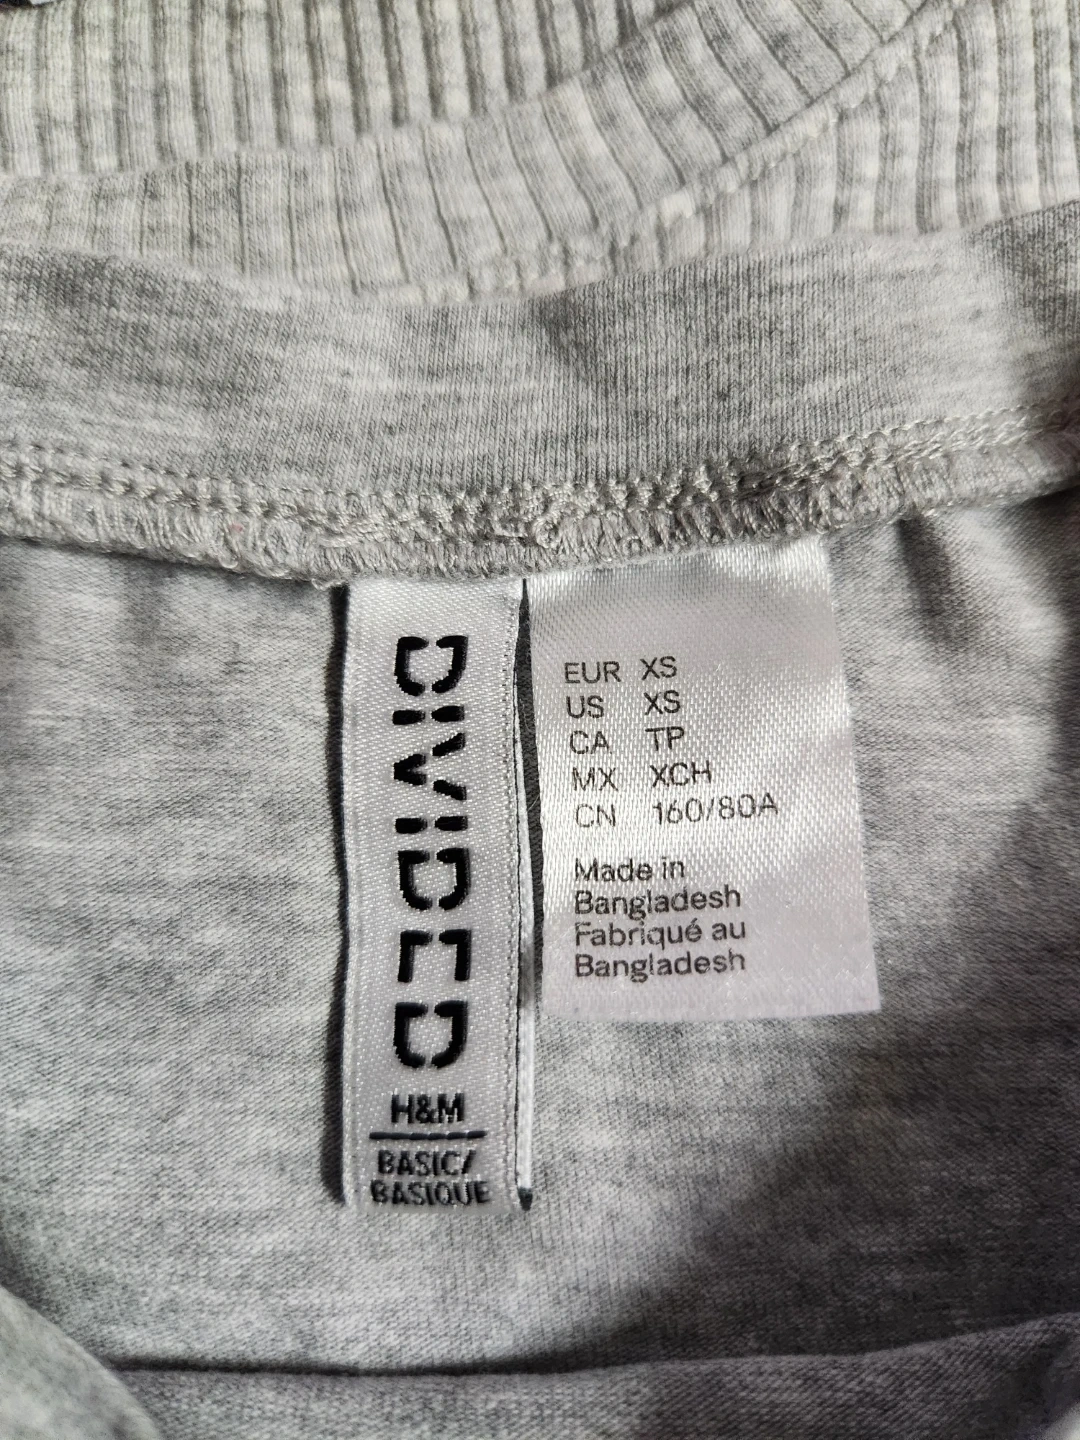 DIVIDED
H&M
BASIC/
BASIQUE
EUR XS
US XS
CA TP
MX XCH
CN 160/80A
Made in
Bangladesh
Fabriqué au
Bangladesh